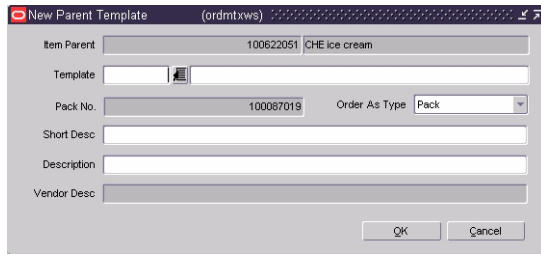 New Parent Template (ordmtxws)
Item Parent 100622051 CHE ice cream
Template
Pack No. 100087019 Order As Type Pack
Short Desc
Description
Vendor Desc
OK Cancel